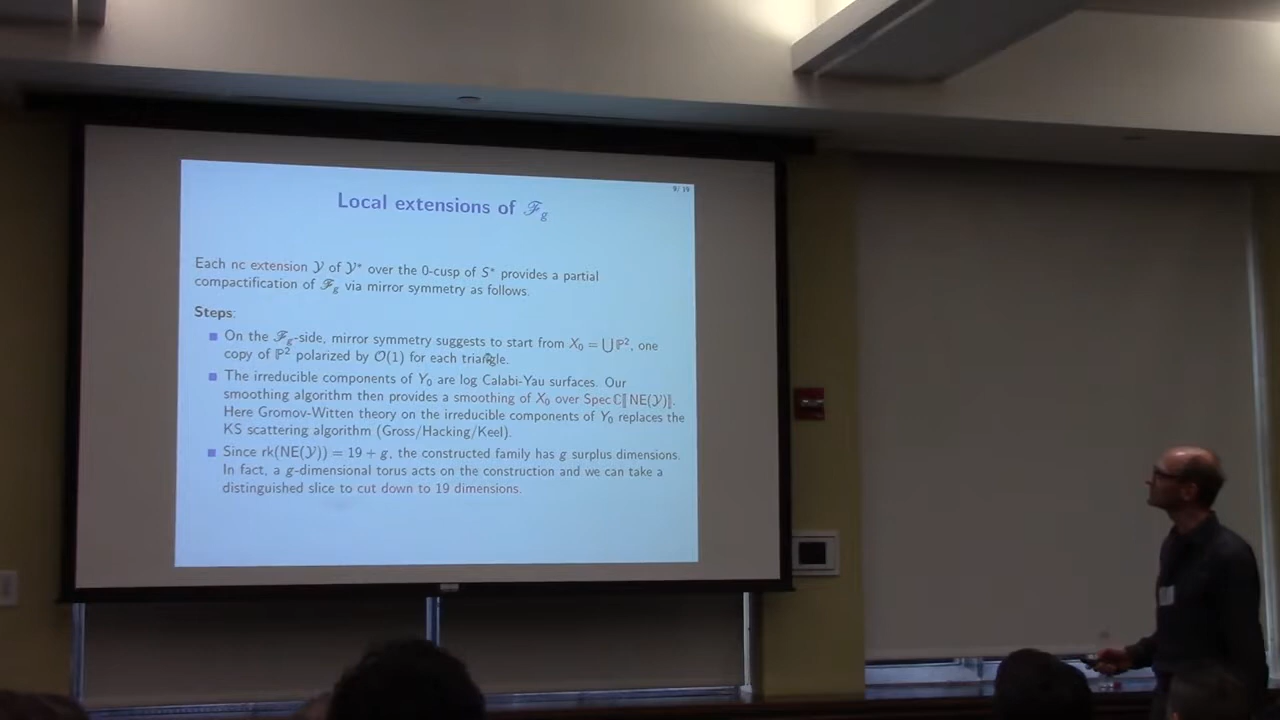 9/ 19
Local extensions of ℱg
Each nc extension 𝒴 of 𝒴* over the 0-cusp of S* provides a partial
compactification of ℱg via mirror symmetry as follows.
Steps:
On the ℱg-side, mirror symmetry suggests to start from X₀ = ⋃ℙ², one
copy of ℙ² polarized by 𝒪(1) for each triangle.
The irreducible components of Y₀ are log Calabi-Yau surfaces. Our
smoothing algorithm then provides a smoothing of X₀ over Spec ℂ⟦NE(𝒴)⟧.
Here Gromov-Witten theory on the irreducible components of Y₀ replaces the
KS scattering algorithm (Gross/Hacking/Keel).
Since rk(NE(𝒴)) = 19 + g, the constructed family has g surplus dimensions.
In fact, a g-dimensional torus acts on the construction and we can take a
distinguished slice to cut down to 19 dimensions.